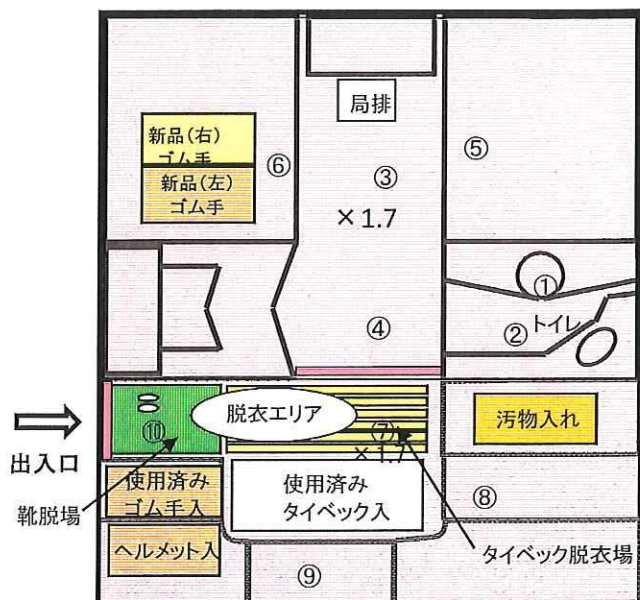 局排
新品(右)
ゴム手
新品(左)
ゴム手
⑥
③
⑤
×1.7
①
④
②
トイレ
出入口
⑩
脱衣エリア
⑦
×1.7
汚物入れ
靴脱場
使用済み
ゴム手入
使用済み
タイベック入
⑧
ヘルメット入
⑨
タイベック脱衣場